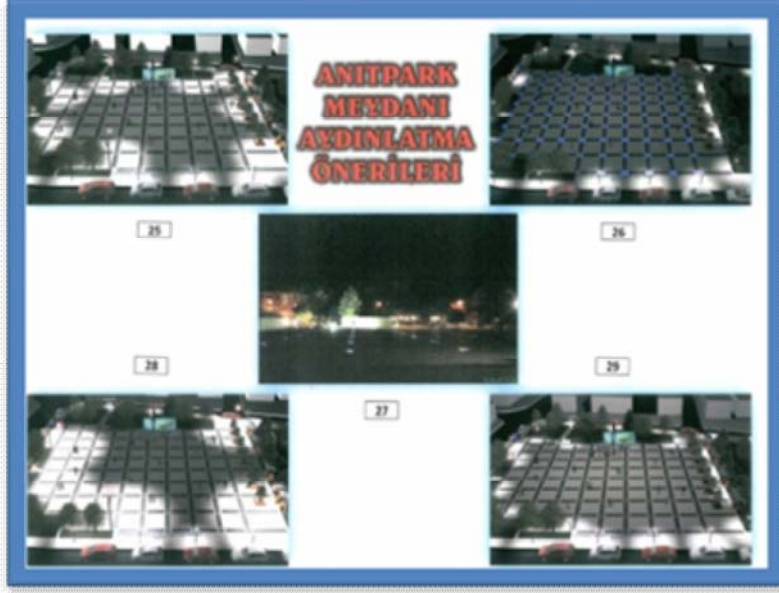 ANITPARK
MEYDANI
AYDINLATMA
ÖNERİLERİ
25
26
28
29
27